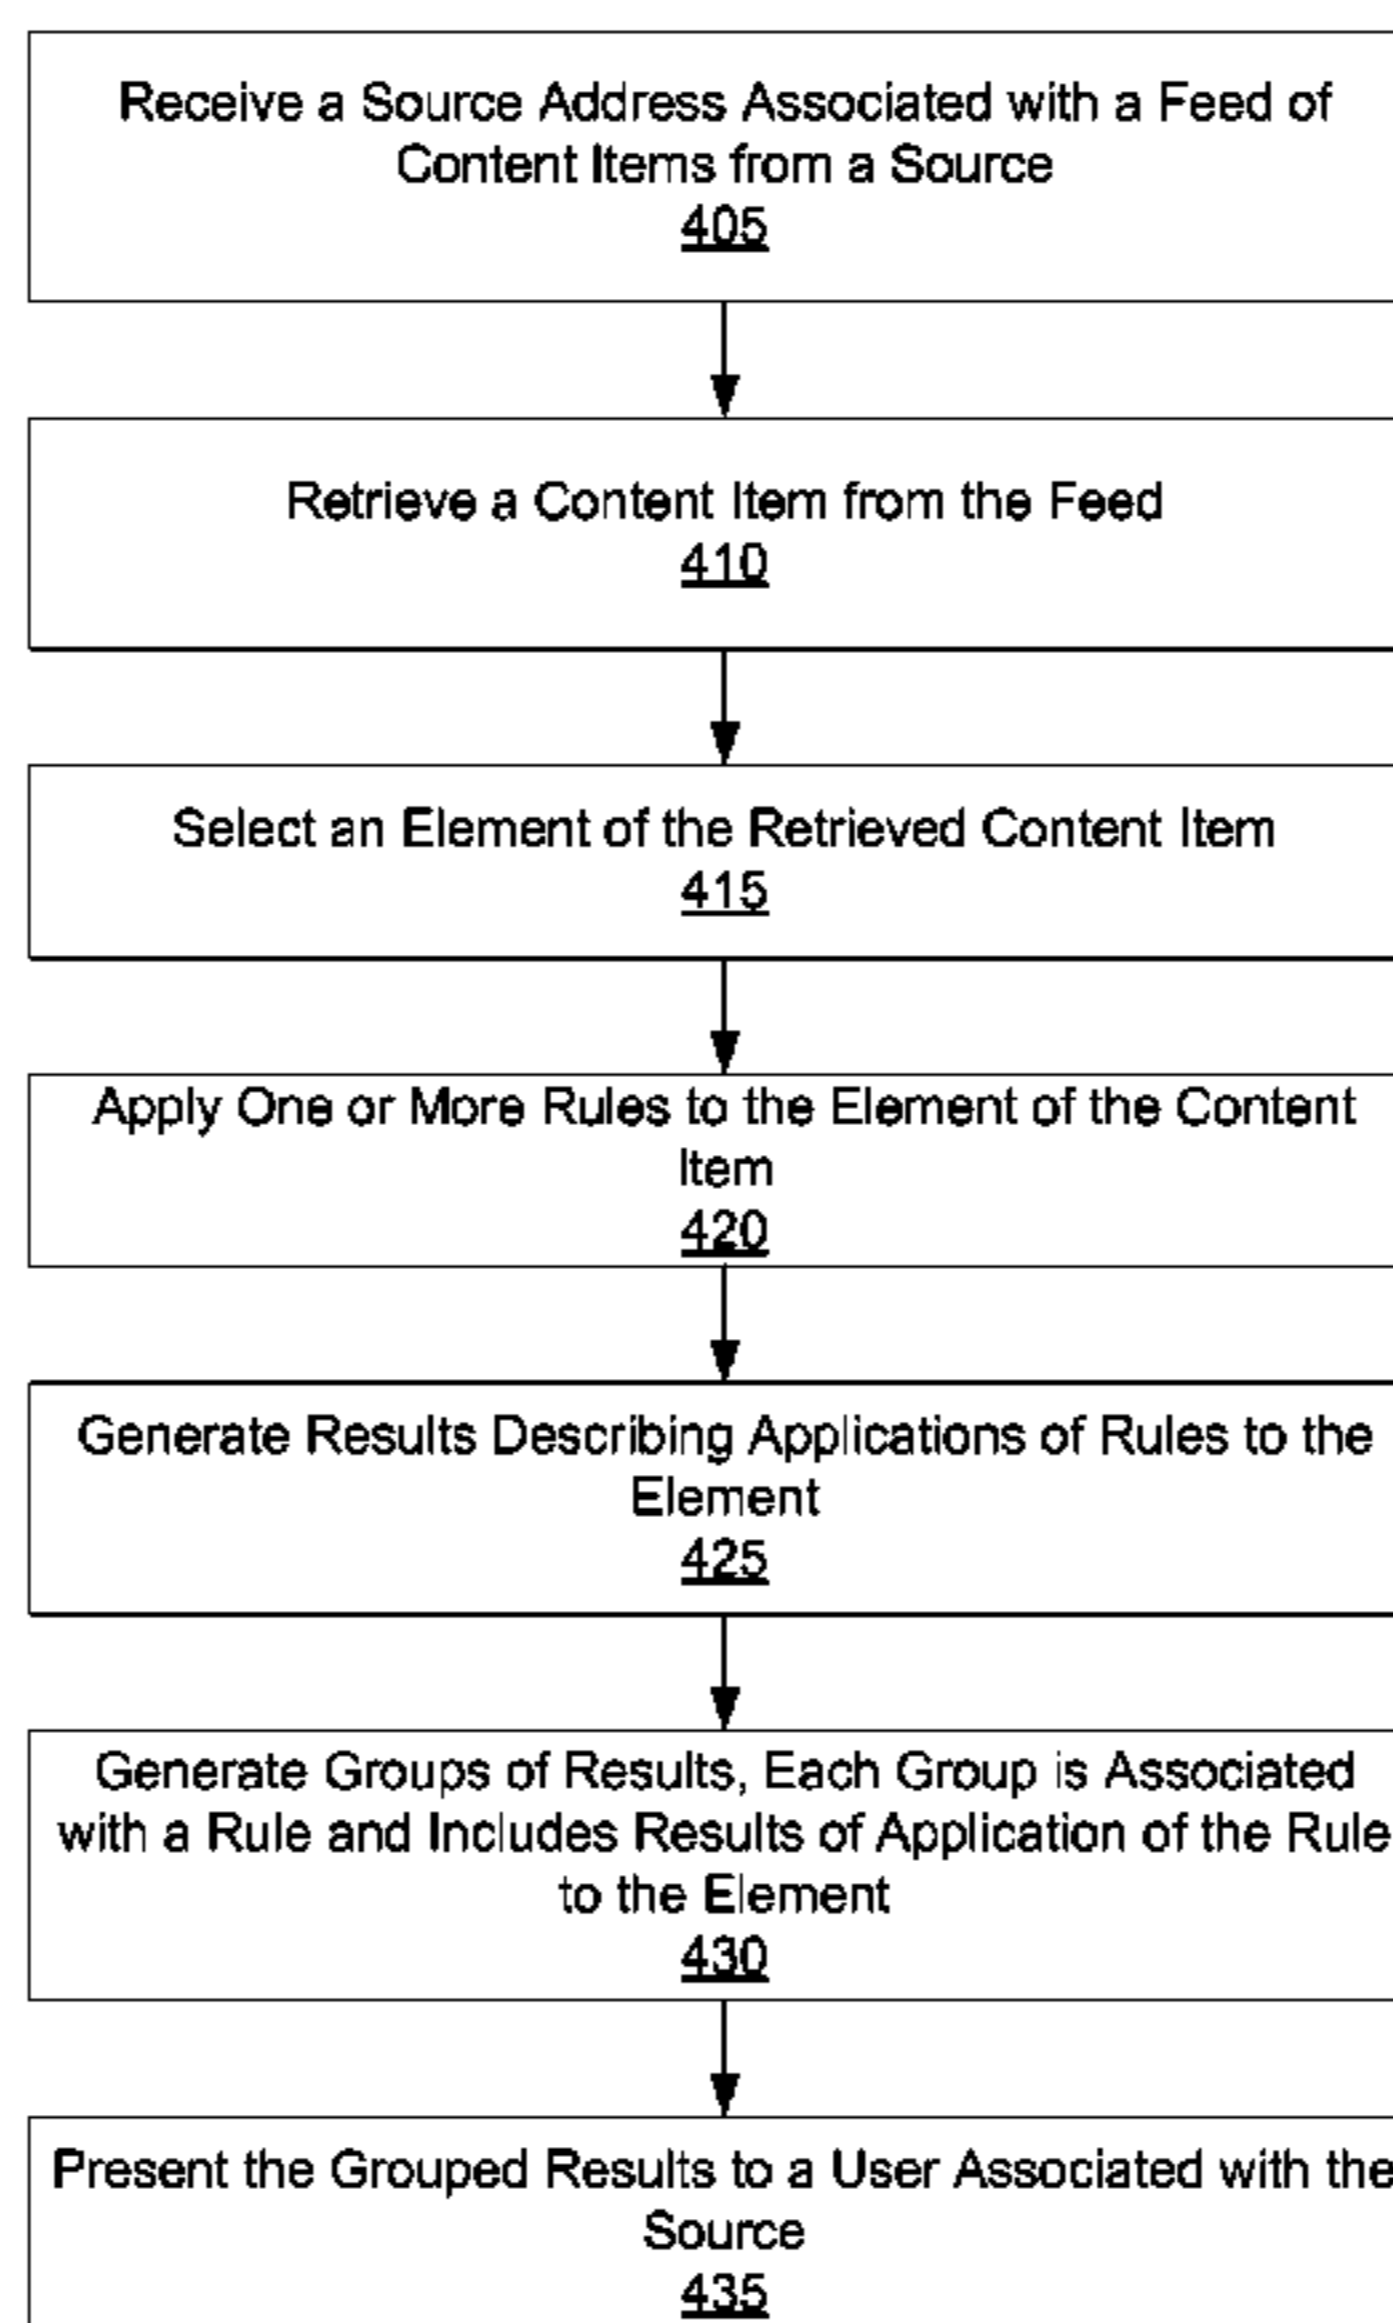 Receive a Source Address Associated with a Feed of
Content Items from a Source
405
Retrieve a Content Item from the Feed
410
Select an Element of the Retrieved Content Item
415
Apply One or More Rules to the Element of the Content
Item
420
Generate Results Describing Applications of Rules to the
Element
425
Generate Groups of Results, Each Group is Associated
with a Rule and Includes Results of Application of the Rule
to the Element
430
Present the Grouped Results to a User Associated with the
Source
435